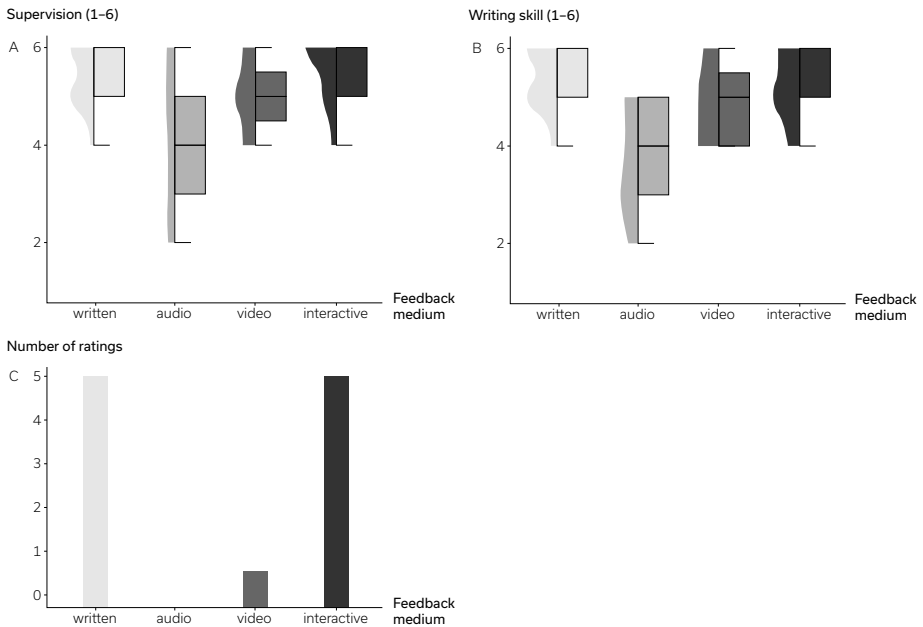 Supervision (1–6)
A
6
4
2
written audio video interactive
Feedback
medium
Writing skill (1–6)
B
6
4
2
written audio video interactive
Feedback
medium
Number of ratings
C
5
4
3
2
1
0
written audio video interactive
Feedback
medium